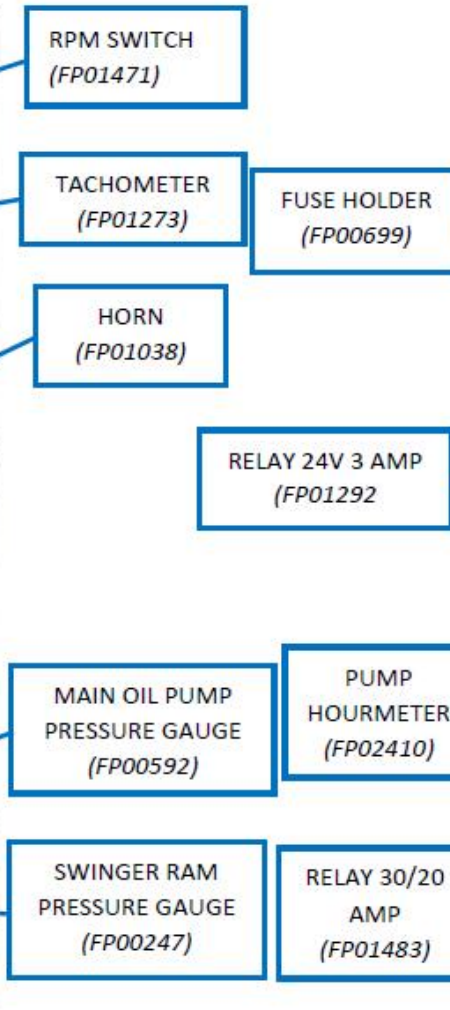 RPM SWITCH
(FP01471)
TACHOMETER
(FP01273)
FUSE HOLDER
(FP00699)
HORN
(FP01038)
RELAY 24V 3 AMP
(FP01292
MAIN OIL PUMP
PRESSURE GAUGE
(FP00592)
PUMP
HOURMETER
(FP02410)
SWINGER RAM
PRESSURE GAUGE
(FP00247)
RELAY 30/20
AMP
(FP01483)